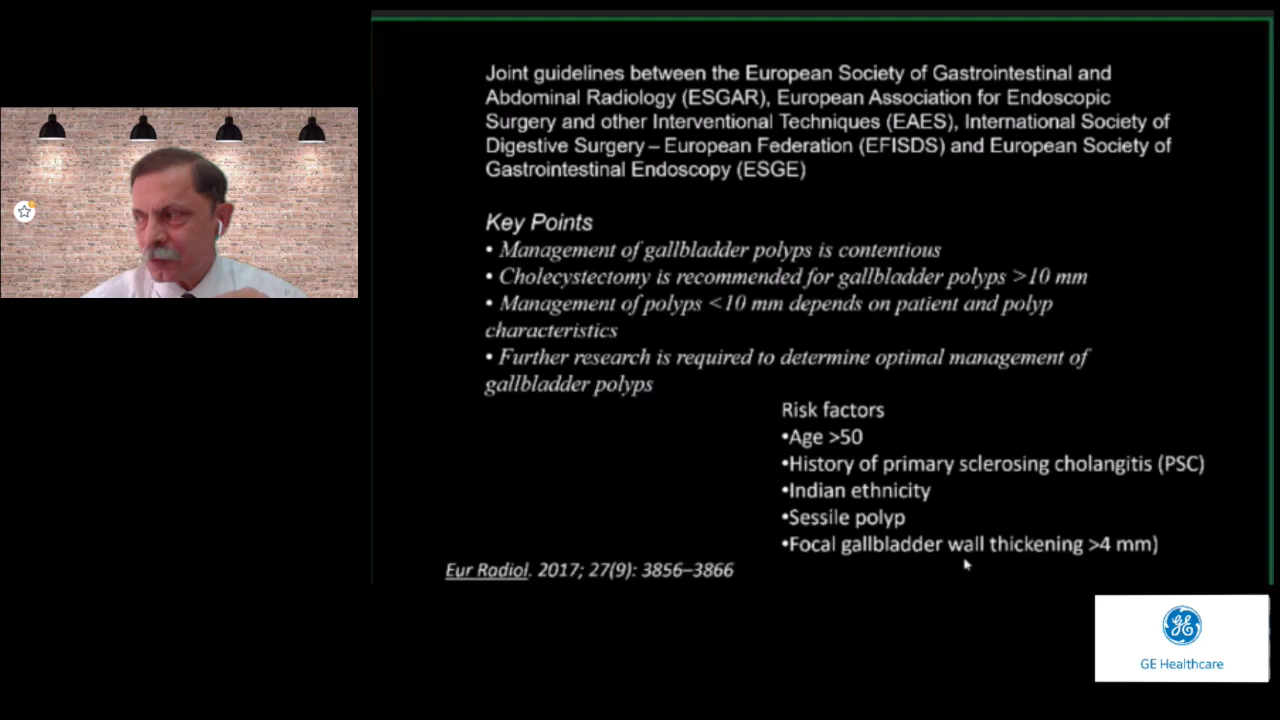 Joint guidelines between the European Society of Gastrointestinal and
Abdominal Radiology (ESGAR), European Association for Endoscopic
Surgery and other Interventional Techniques (EAES), International Society of
Digestive Surgery – European Federation (EFISDS) and European Society of
Gastrointestinal Endoscopy (ESGE)
Key Points
• Management of gallbladder polyps is contentious
• Cholecystectomy is recommended for gallbladder polyps >10 mm
• Management of polyps <10 mm depends on patient and polyp
characteristics
• Further research is required to determine optimal management of
gallbladder polyps
Risk factors
•Age >50
•History of primary sclerosing cholangitis (PSC)
•Indian ethnicity
•Sessile polyp
•Focal gallbladder wall thickening >4 mm)
Eur Radiol. 2017; 27(9): 3856–3866
GE Healthcare